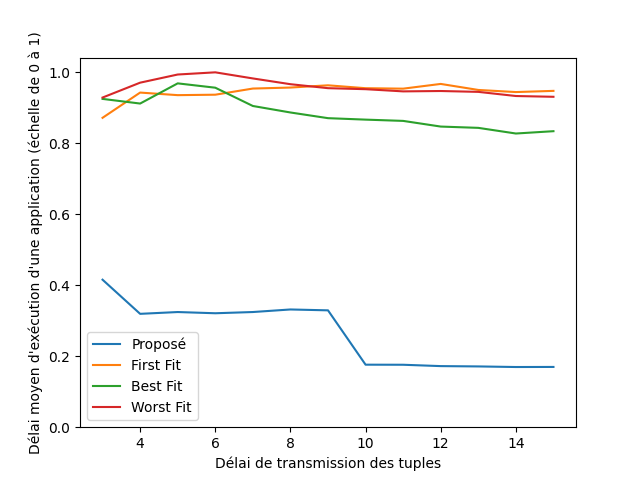 Délai moyen d'exécution d'une application (échelle de 0 à 1)
1.0
0.8
0.6
0.4
0.2
0.0
Proposé
First Fit
Best Fit
Worst Fit
4 6 8 10 12 14
Délai de transmission des tuples